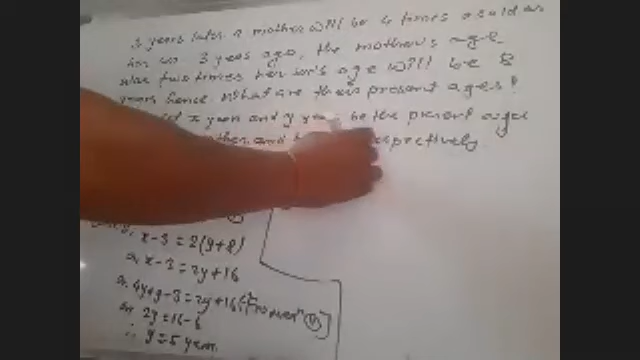 3 years later a mother will be 4 times as old as
her son 3 years ago, the mother's age
was two times her son's age will be 8
years hence. What are their present ages?
x years and y years be the present ages
mother and respectively
x-3=2(y+8)
or, x-3=2y+16
or, 4y+9-3=2y+16
or, 2y=16-6
∴ y=5 years